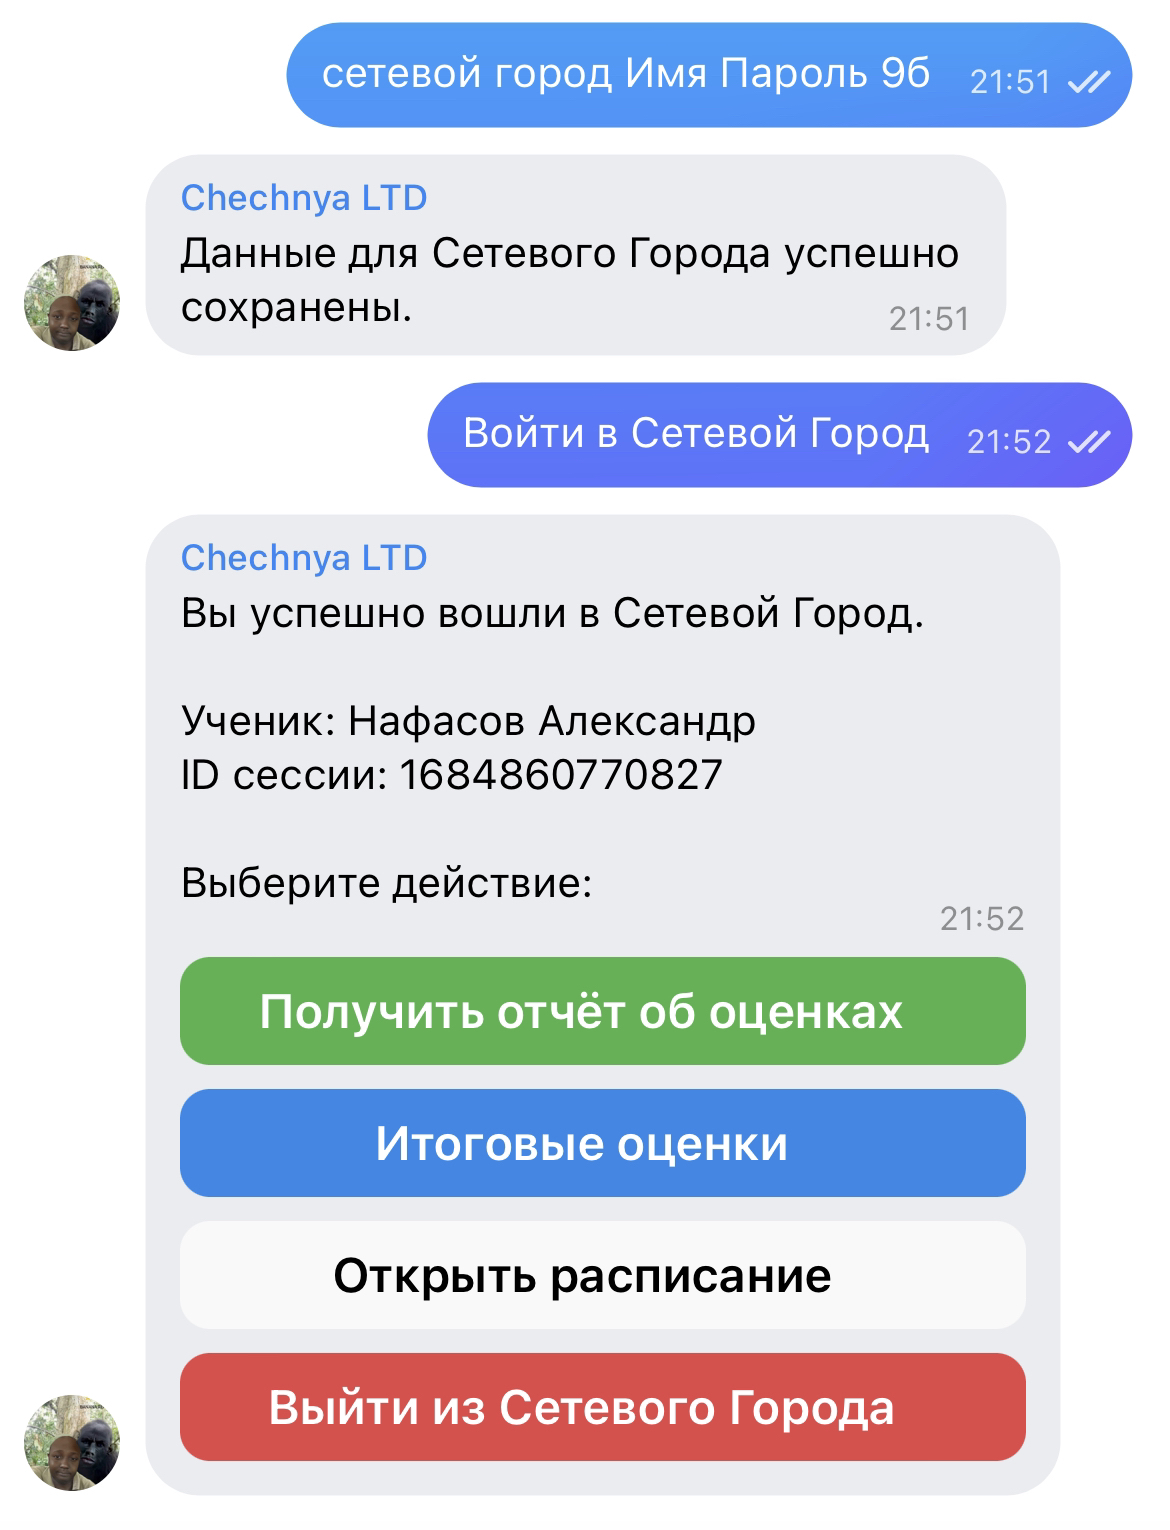 сетевой город Имя Пароль 9б 21:51
Chechnya LTD
Данные для Сетевого Города успешно
сохранены.
21:51
Войти в Сетевой Город 21:52
Chechnya LTD
Вы успешно вошли в Сетевой Город.
Ученик: Нафасов Александр
ID сессии: 1684860770827
Выберите действие:
21:52
Получить отчёт об оценках
Итоговые оценки
Открыть расписание
Выйти из Сетевого Города